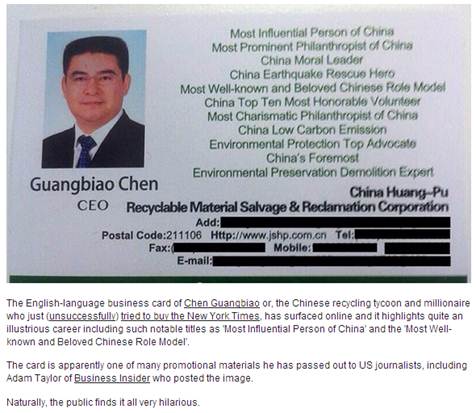 Most Influential Person of China
Most Prominent Philanthropist of China
China Moral Leader
China Earthquake Rescue Hero
Most Well-known and Beloved Chinese Role Model
China Top Ten Most Honorable Volunteer
Most Charismatic Philanthropist of China
China Low Carbon Emission
Environmental Protection Top Advocate
China's Foremost
Environmental Preservation Demolition Expert
Guangbiao Chen
CEO
China Huang-Pu
Recyclable Material Salvage & Reclamation Corporation
Add:
Postal Code:211106 Http://www.jshp.com.cn Tel:
Fax:( Mobile:
E-mail:
The English-language business card of Chen Guangbiao or, the Chinese recycling tycoon and millionaire
who just (unsuccessfully) tried to buy the New York Times, has surfaced online and it highlights quite an
illustrious career including such notable titles as 'Most Influential Person of China' and the 'Most Well-
known and Beloved Chinese Role Model'.
The card is apparently one of many promotional materials he has passed out to US journalists, including
Adam Taylor of Business Insider who posted the image.
Naturally, the public finds it all very hilarious.